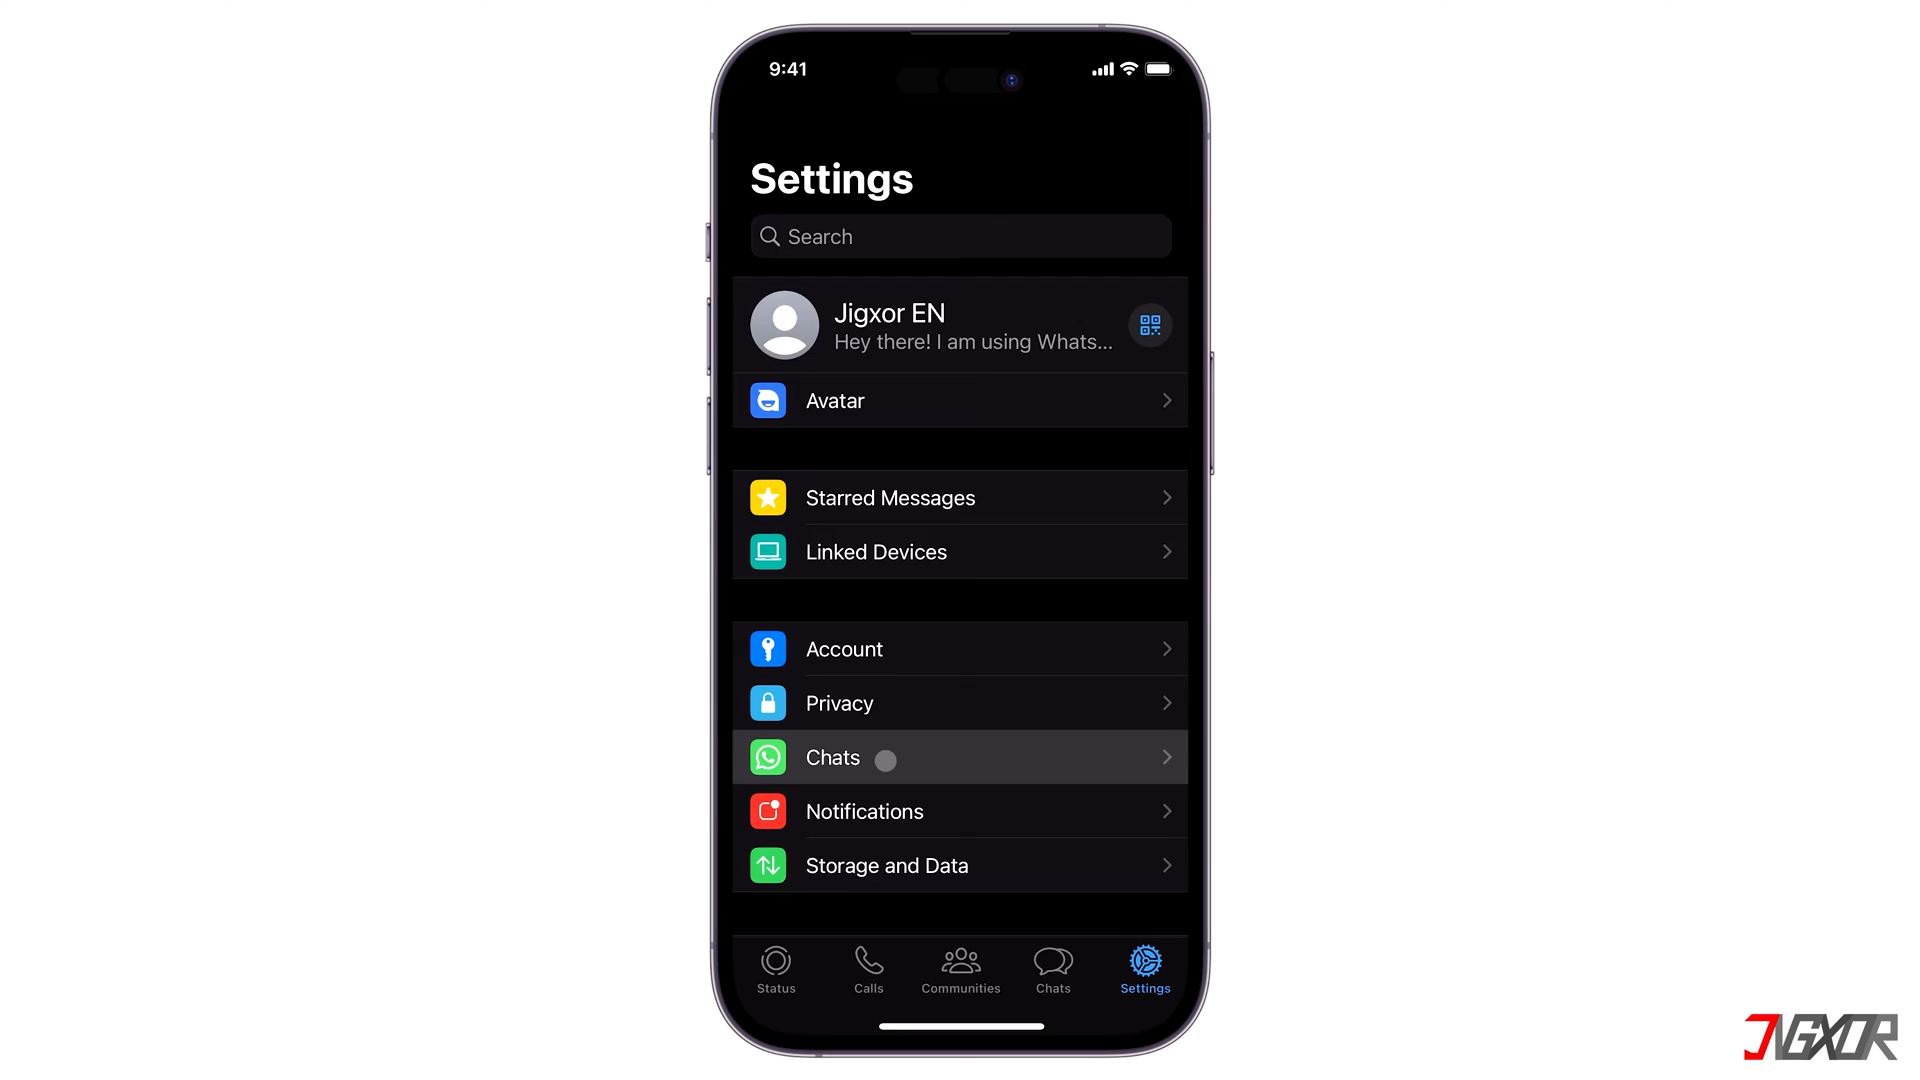 9:41
Settings
Search
Jigxor EN
Hey there! I am using Whats...
Avatar
Starred Messages
Linked Devices
Account
Privacy
Chats
Notifications
Storage and Data
Status
Calls
Communities
Chats
Settings
JIGXOR